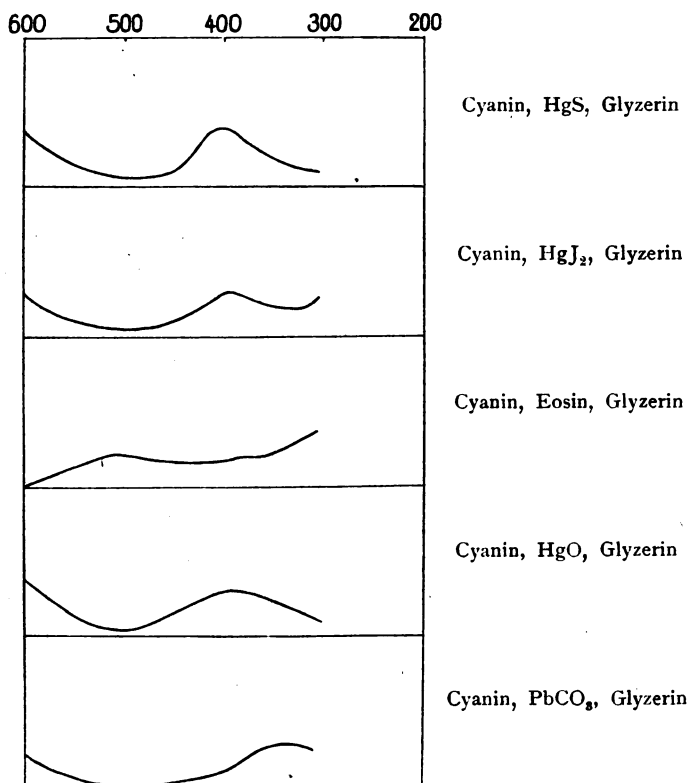 600 500 400 300 200
Cyanin, HgS, Glyzerin
Cyanin, HgJ₂, Glyzerin
Cyanin, Eosin, Glyzerin
Cyanin, HgO, Glyzerin
Cyanin, PbCO₃, Glyzerin